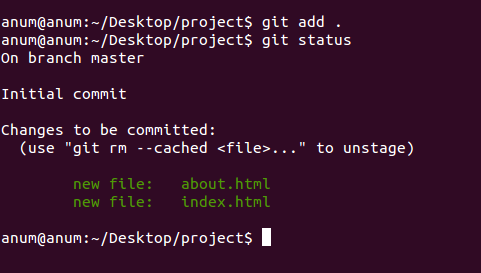 anum@anum:~/Desktop/project$ git add .
anum@anum:~/Desktop/project$ git status
On branch master
Initial commit
Changes to be committed:
  (use "git rm --cached <file>..." to unstage)
        new file:   about.html
        new file:   index.html
anum@anum:~/Desktop/project$